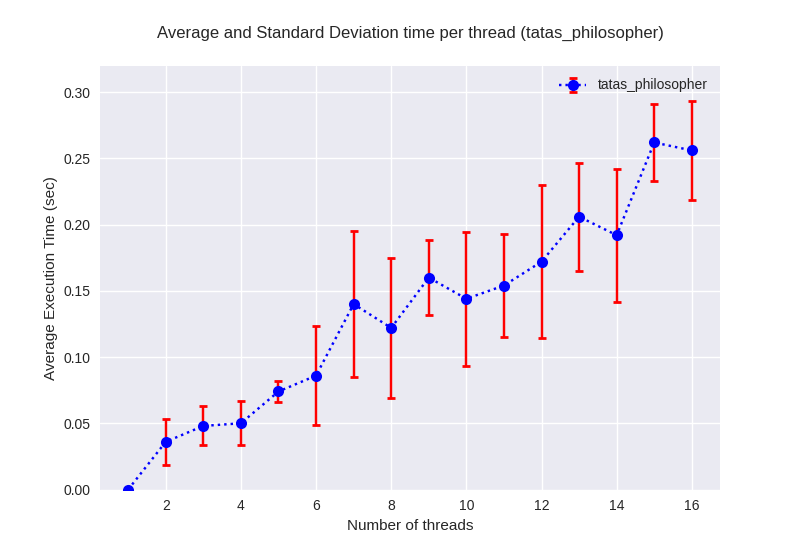 Average and Standard Deviation time per thread (tatas_philosopher)
tatas_philosopher
Average Execution Time (sec)
0.30
0.25
0.20
0.15
0.10
0.05
0.00
2 4 6 8 10 12 14 16
Number of threads